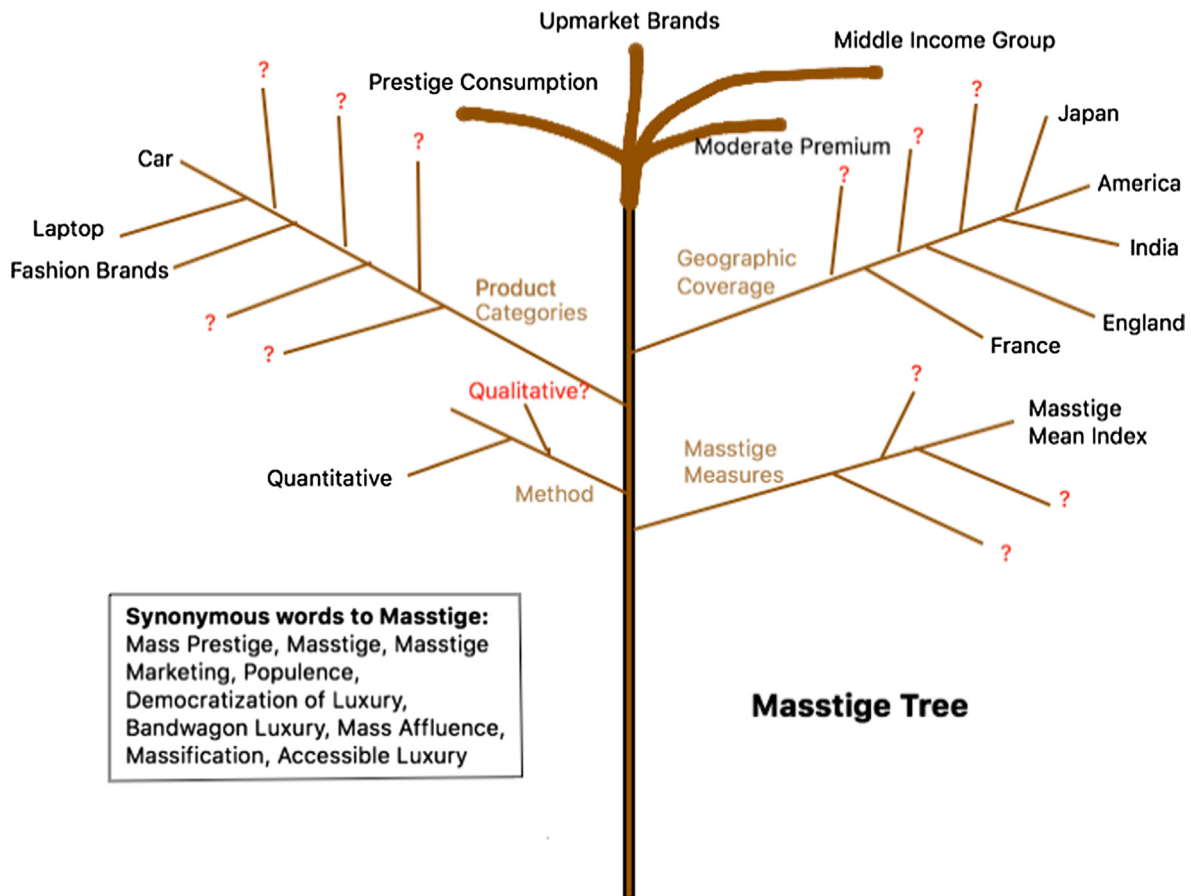 Upmarket Brands
Middle Income Group
Prestige Consumption
Moderate Premium
?
?
?
Car
Laptop
Fashion Brands
?
?
Product
Categories
?
?
?
Japan
America
India
England
France
Geographic
Coverage
Qualitative?
Quantitative
Method
Masstige
Measures
?
Masstige
Mean Index
?
?
Synonymous words to Masstige:
Mass Prestige, Masstige, Masstige
Marketing, Populence,
Democratization of Luxury,
Bandwagon Luxury, Mass Affluence,
Massification, Accessible Luxury
Masstige Tree